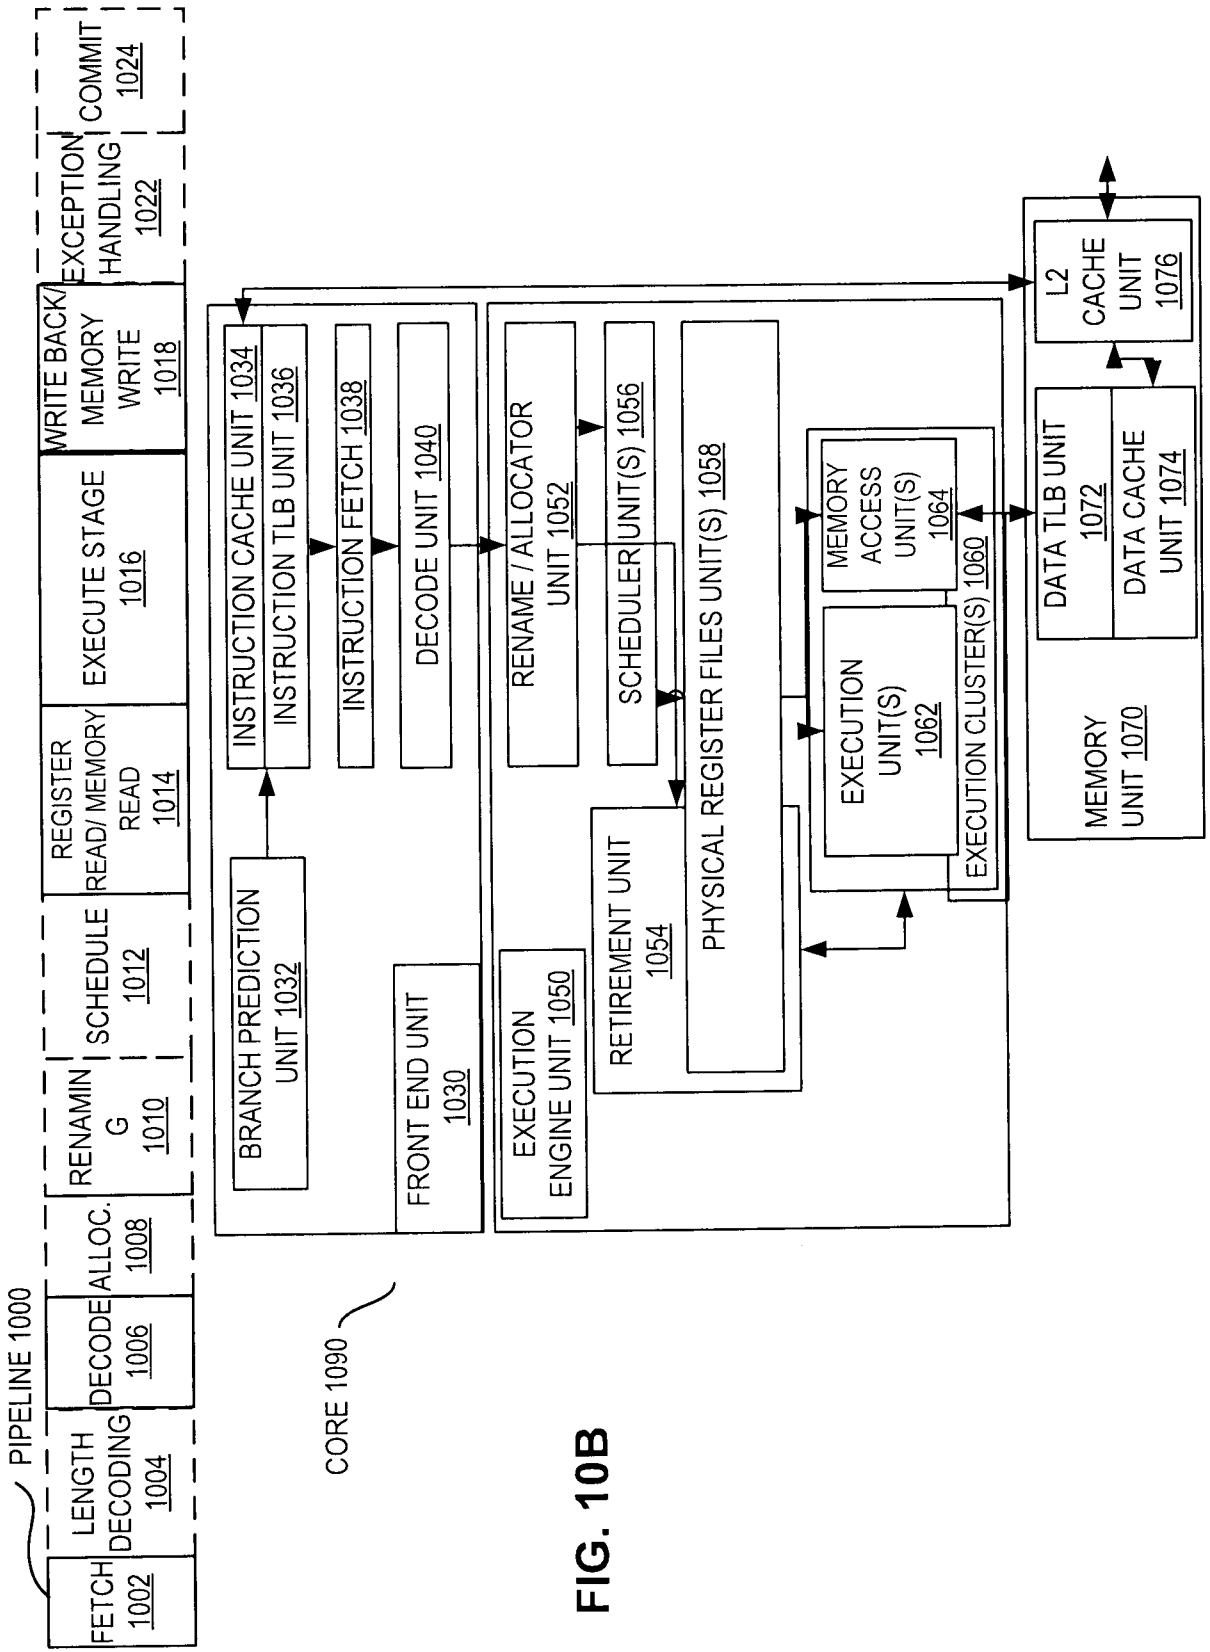 PIPELINE 1000
FETCH
1002
LENGTH
DECODING
1004
DECODE
1006
ALLOC.
1008
RENAMIN
G
1010
SCHEDULE
1012
REGISTER
READ/MEMORY
READ
1014
EXECUTE STAGE
1016
WRITE BACK/
MEMORY
WRITE
1018
EXCEPTION
HANDLING
1022
COMMIT
1024
CORE 1090
BRANCH PREDICTION
UNIT 1032
INSTRUCTION CACHE UNIT 1034
INSTRUCTION TLB UNIT 1036
INSTRUCTION FETCH 1038
DECODE UNIT 1040
FRONT END UNIT
1030
EXECUTION
ENGINE UNIT 1050
RENAME / ALLOCATOR
UNIT 1052
SCHEDULER UNIT(S) 1056
RETIREMENT UNIT
1054
PHYSICAL REGISTER FILES UNIT(S) 1058
EXECUTION
UNIT(S)
1062
MEMORY
ACCESS
UNIT(S)
1064
EXECUTION CLUSTER(S) 1060
MEMORY
UNIT 1070
DATA TLB UNIT
1072
DATA CACHE
UNIT 1074
L2
CACHE
UNIT
1076
FIG. 10B